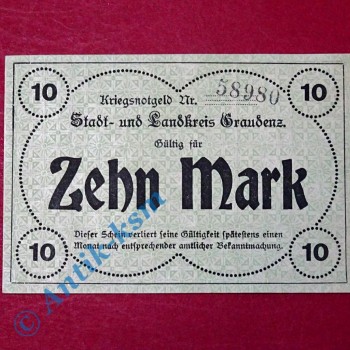 10 Kriegsnotgeld Nr. 58980 10
Stadt- und Landkreis Graudenz.
Gültig für
Zehn Mark
Dieser Schein verliert seine Gültigkeit spätestens einen
Monat nach entsprechender amtlicher Bekanntmachung.
10 10
© Antik-ksm